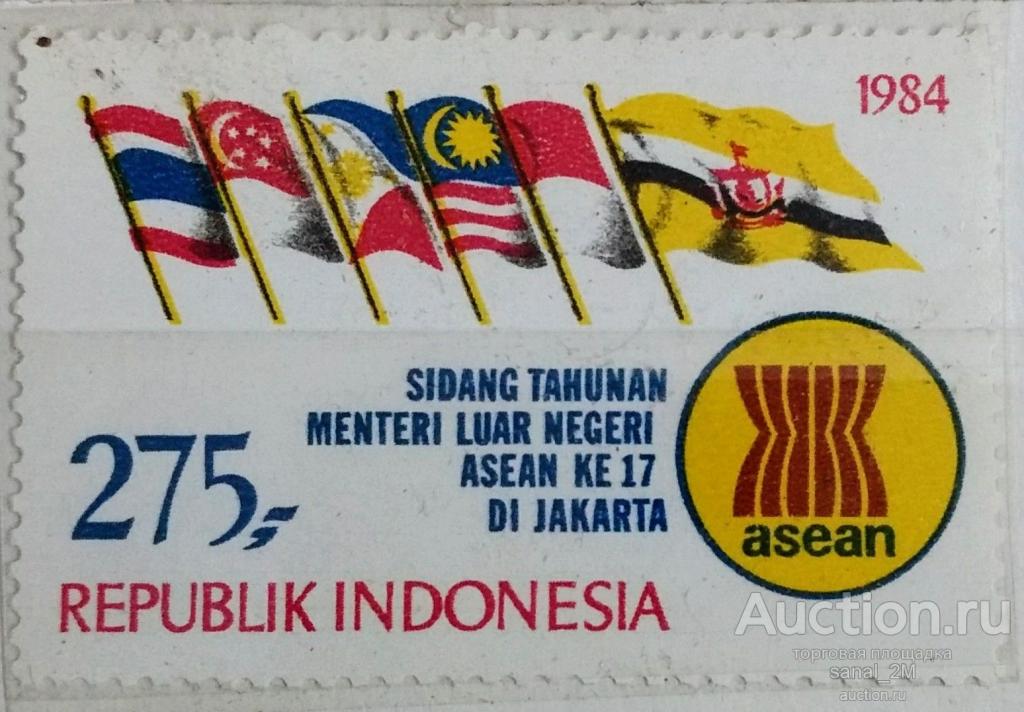 1984
SIDANG TAHUNAN
MENTERI LUAR NEGERI
ASEAN KE 17
DI JAKARTA
275,-
asean
REPUBLIK INDONESIA
Auction.ru
торговая площадка
sanal_2M
auction.ru